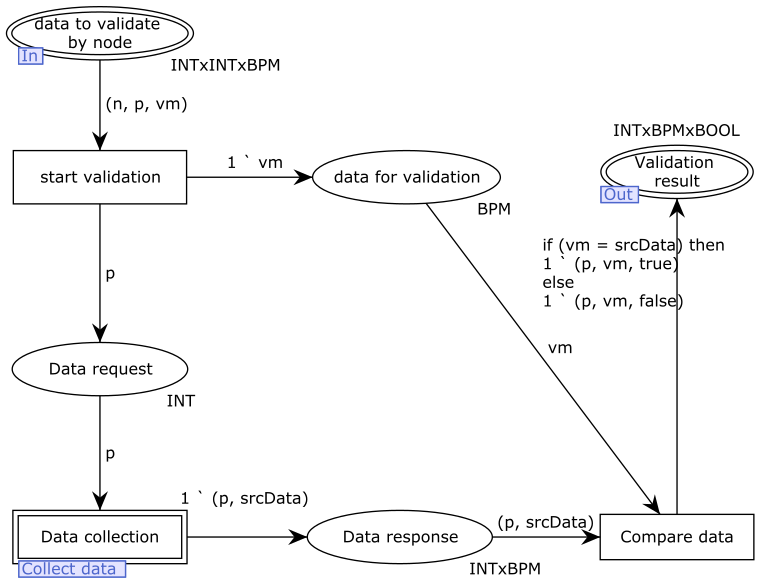 data to validate
by node
In
INTxINTxBPM
(n, p, vm)
start validation
1 ` vm
data for validation
BPM
INTxBPMxBOOL
Validation
result
Out
if (vm = srcData) then
1 ` (p, vm, true)
else
1 ` (p, vm, false)
p
vm
Data request
INT
p
1 ` (p, srcData)
Data collection
Collect data
Data response
INTxBPM
(p, srcData)
Compare data